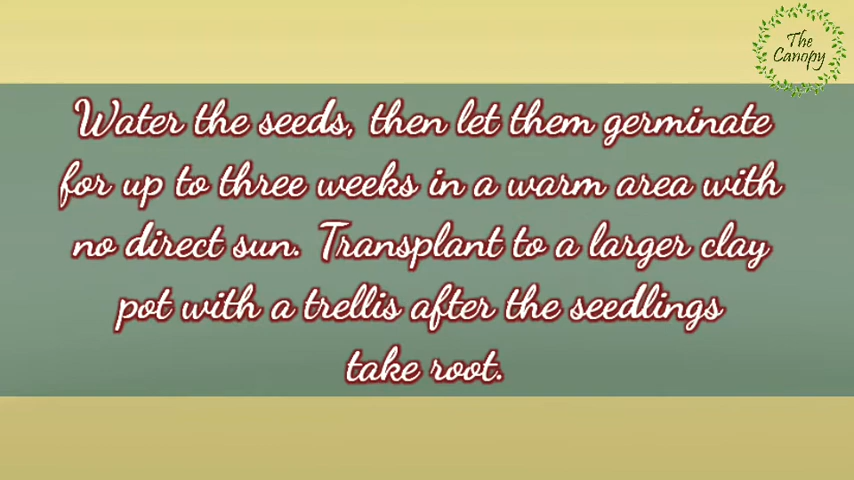 The
Canopy
Water the seeds, then let them germinate
for up to three weeks in a warm area with
no direct sun. Transplant to a larger clay
pot with a trellis after the seedlings
take root.